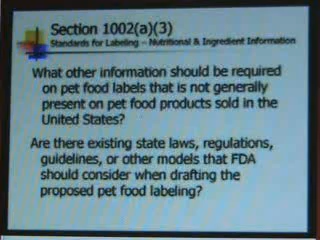 Section 1002(a)(3)
Standards for Labeling – Nutritional & Ingredient Information
What other information should be required
on pet food labels that is not generally
present on pet food products sold in the
United States?
Are there existing state laws, regulations,
guidelines, or other models that FDA
should consider when drafting the
proposed pet food labeling?